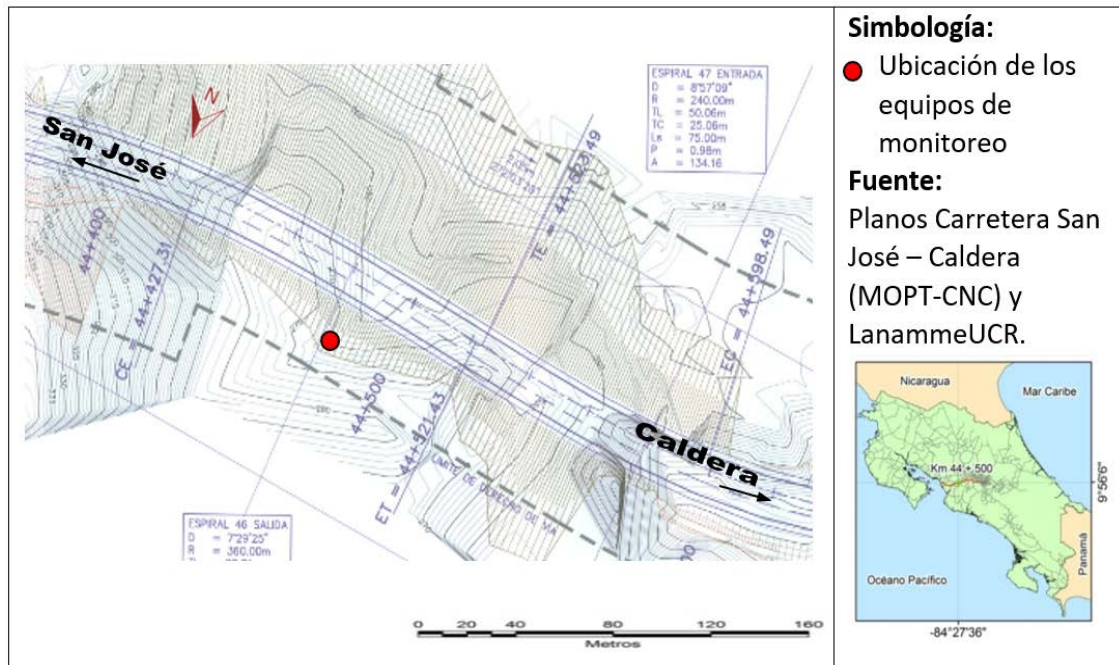 N
San José
44+400
CE = 44+427.31
ESPIRAL 47 ENTRADA
D = 8°57'09"
R = 240.00m
TL = 50.06m
TC = 25.06m
Ls = 75.00m
P = 0.98m
A = 134.16
TE = 44+523.49
EC = 44+598.49
44+500
ET = 44+521.43
LIMITE DE DERECHO DE VIA
Caldera
ESPIRAL 46 SALIDA
D = 7°29'25"
R = 360.00m
0 20 40 80 120 160
Metros
Simbología:
Ubicación de los
equipos de
monitoreo
Fuente:
Planos Carretera San
José – Caldera
(MOPT-CNC) y
LanammeUCR.
Nicaragua
Mar Caribe
Km 44 + 500
9°56'6"
Panamá
Océano Pacífico
-84°27'36"